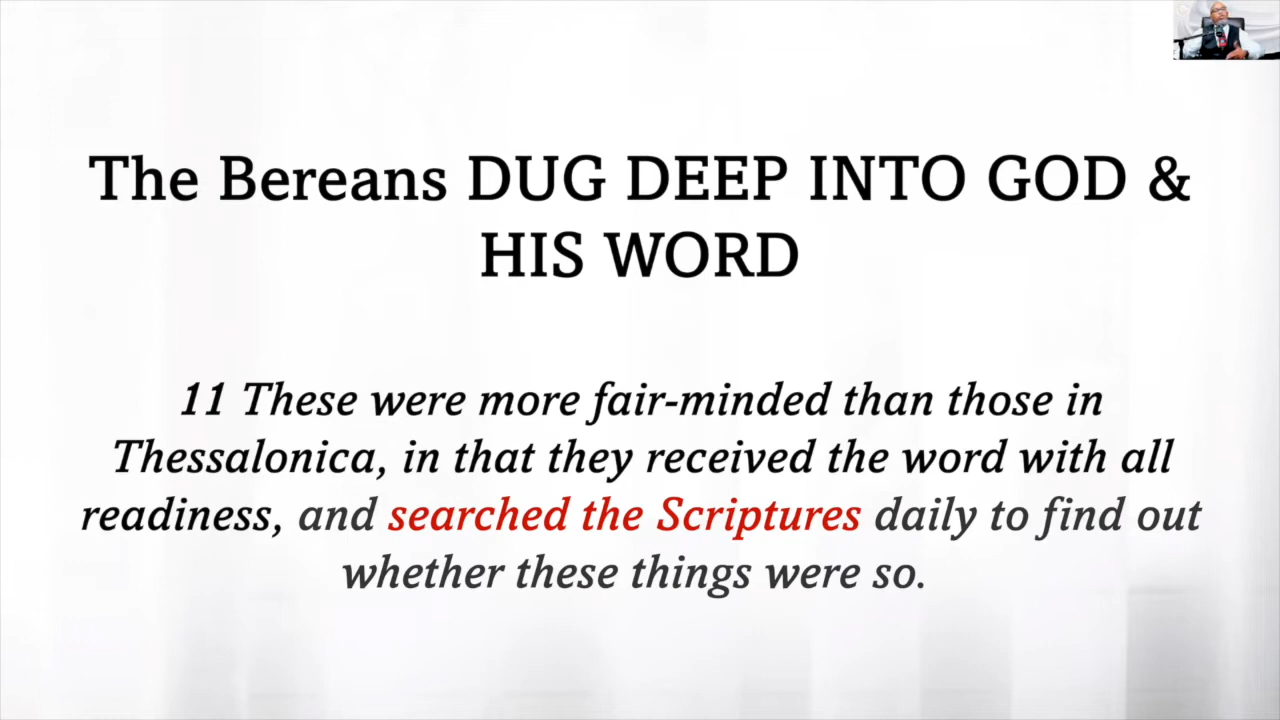 The Bereans DUG DEEP INTO GOD &
HIS WORD
11 These were more fair-minded than those in
Thessalonica, in that they received the word with all
readiness, and searched the Scriptures daily to find out
whether these things were so.